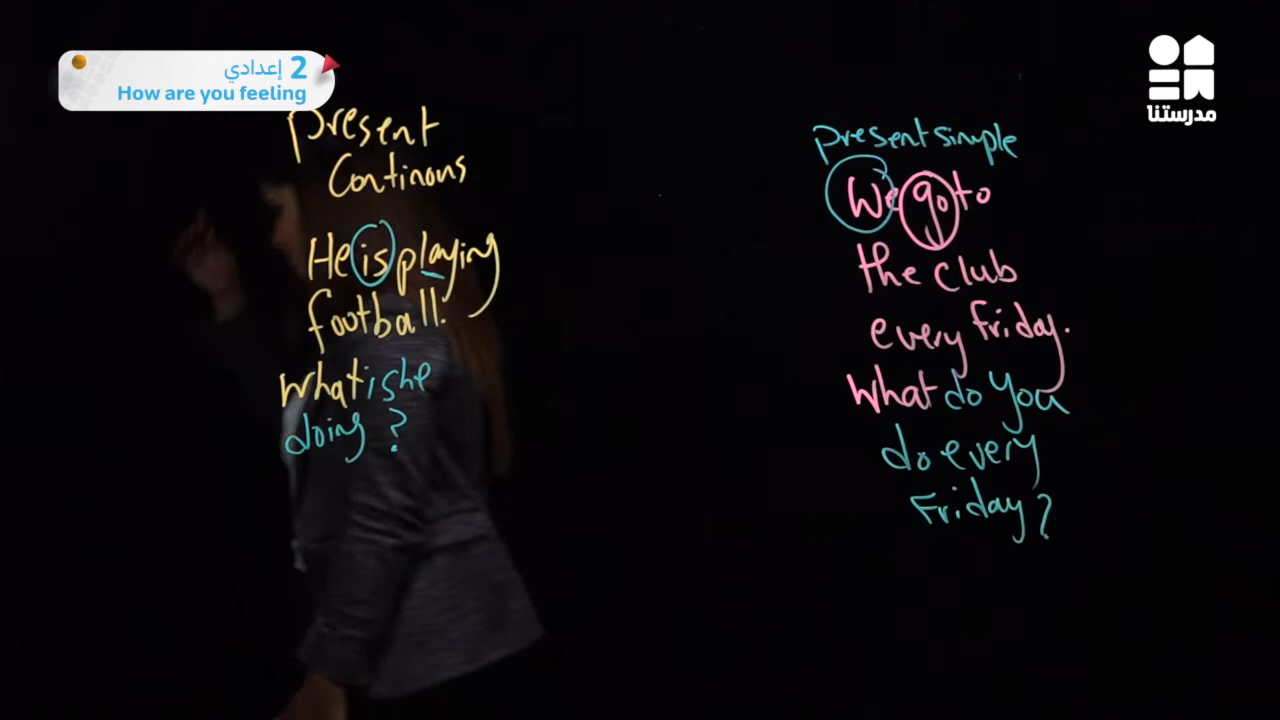 2 إعدادي
How are you feeling
مدرستنا
Present
Continous
He is playing
football.
What is he
doing ?
present simple
We go to
the club
every friday.
What do you
do every
Friday ?